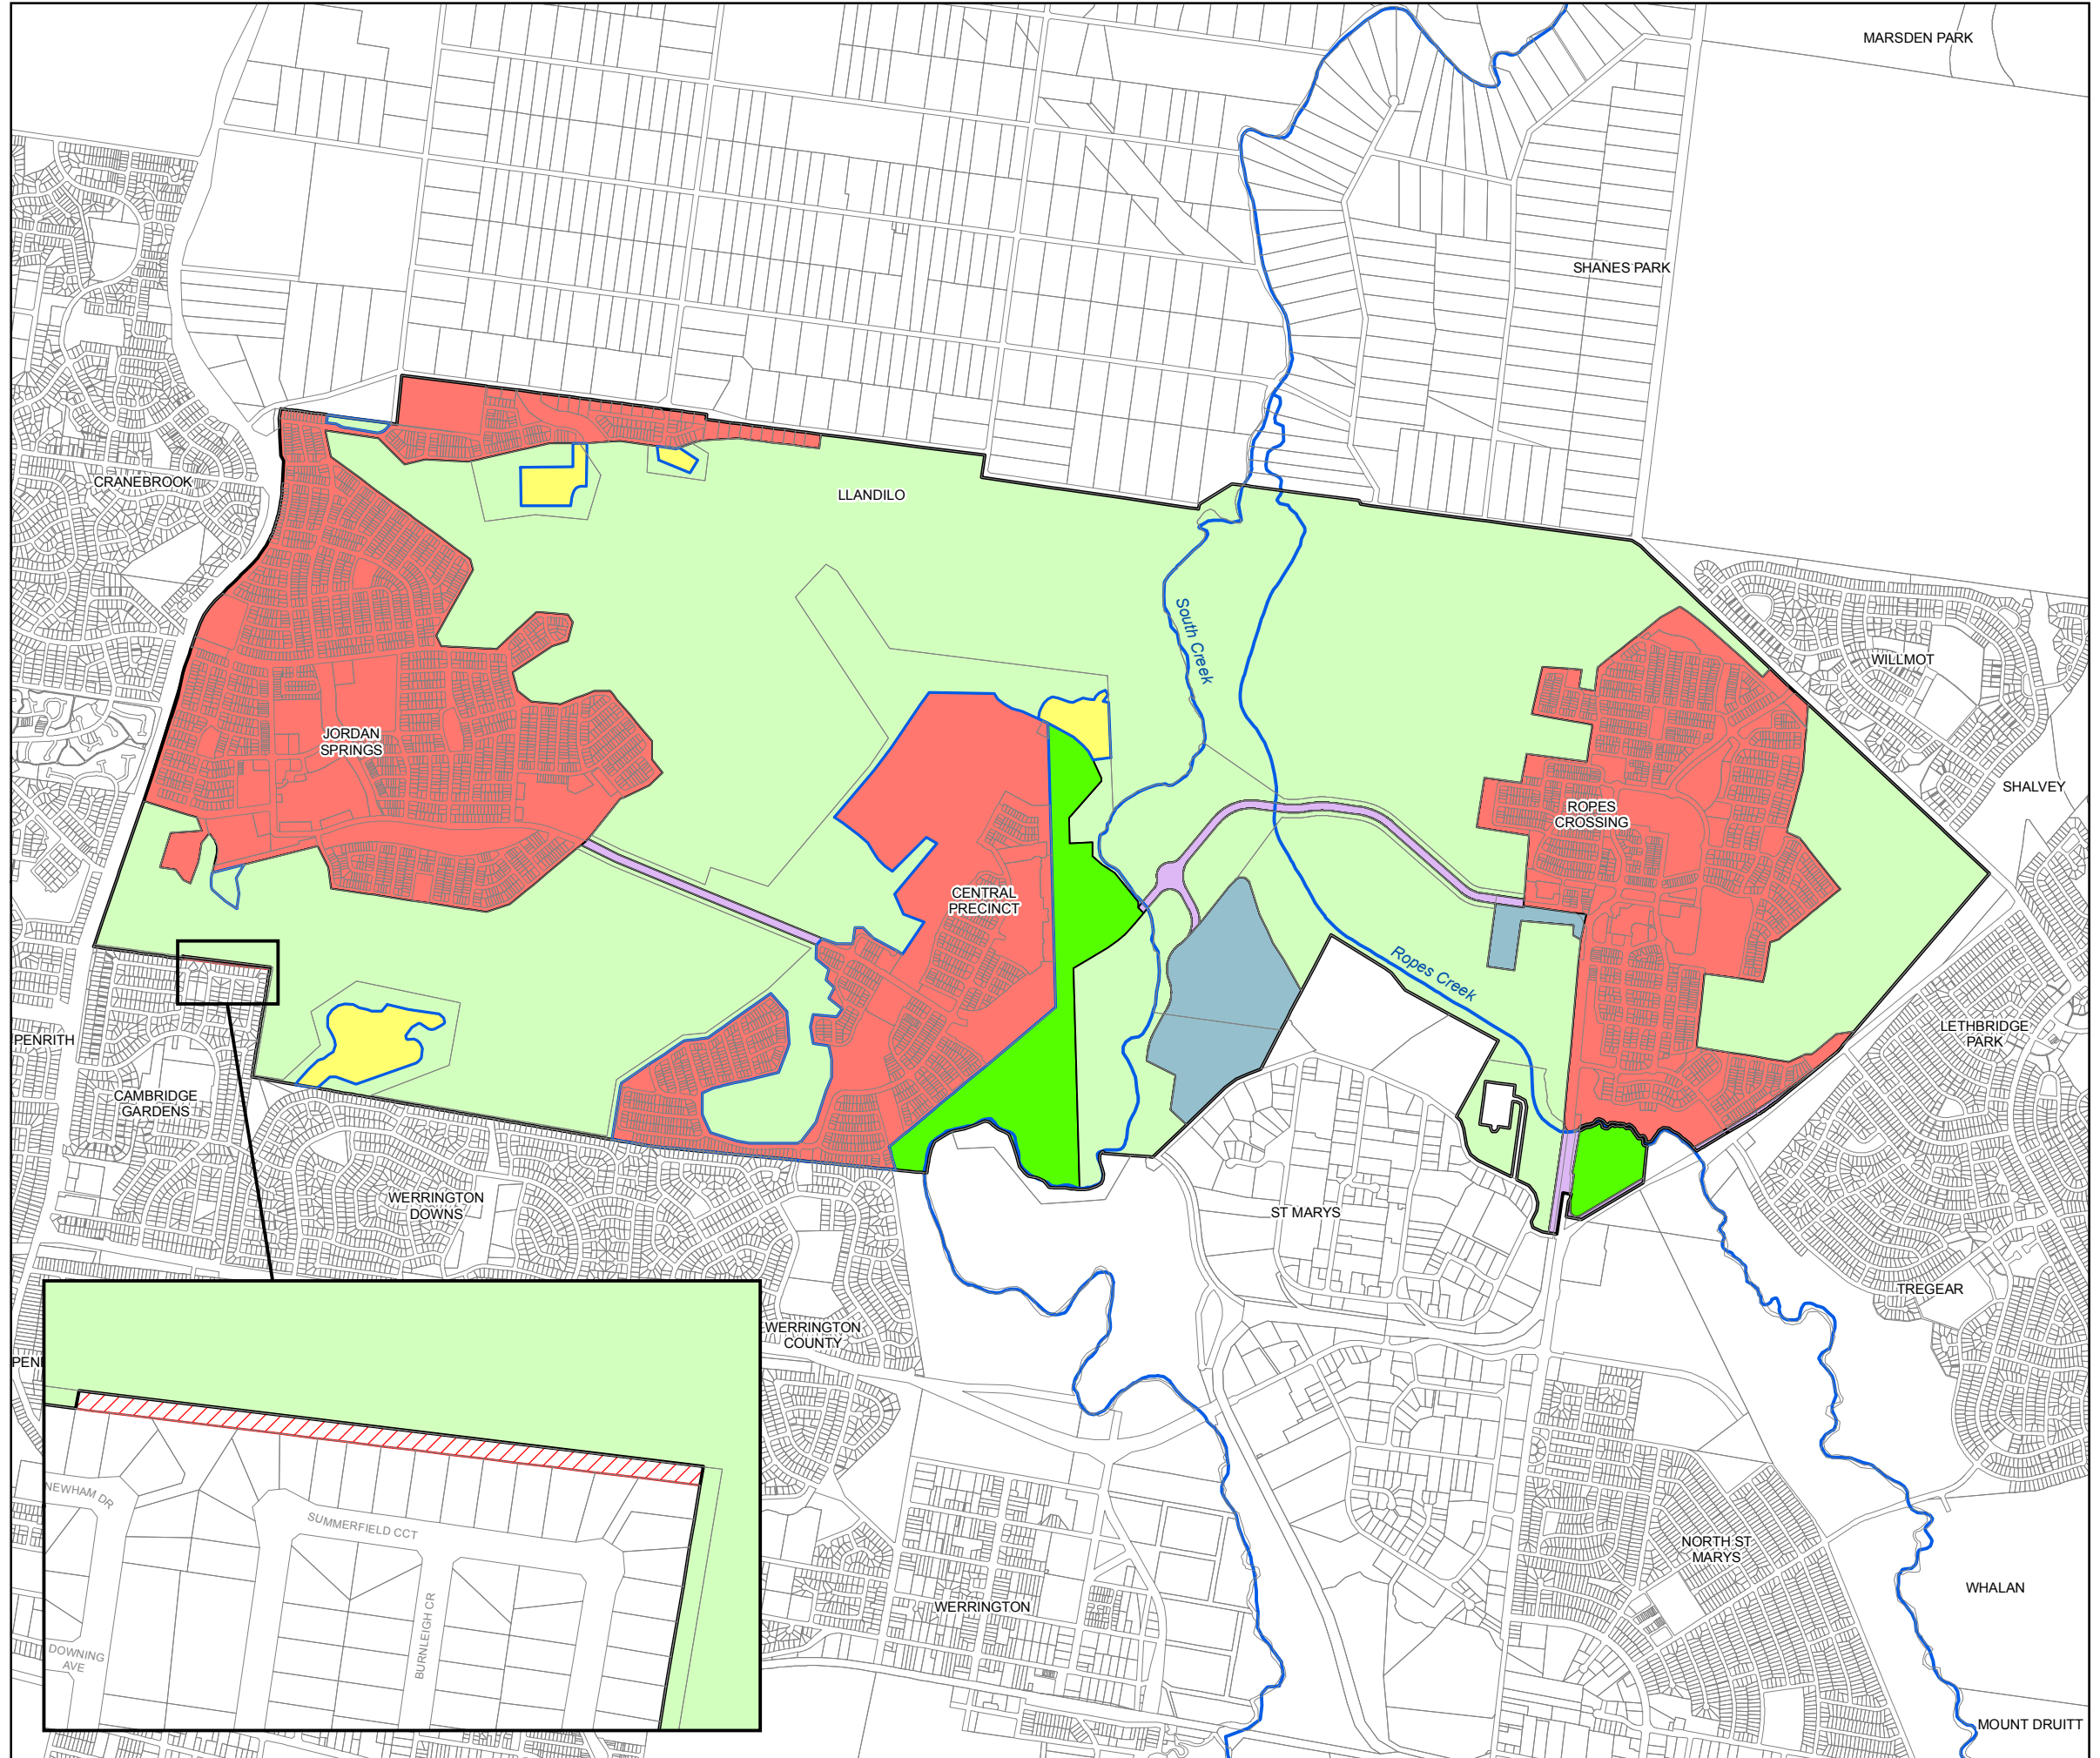 MARSDEN PARK
SHANES PARK
CRANEBROOK
LLANDILO
South Creek
WILLMOT
JORDAN
SPRINGS
SHALVEY
ROPES
CROSSING
CENTRAL
PRECINCT
Ropes Creek
PENRITH
LETHBRIDGE
PARK
CAMBRIDGE
GARDENS
WERRINGTON
DOWNS
ST MARYS
TREGEAR
WERRINGTON
COUNTY
PEN
NEWHAM DR
SUMMERFIELD CCT
BURNLEIGH CR
DOWNING
AVE
NORTH ST
MARYS
WHALAN
WERRINGTON
MOUNT DRUITT